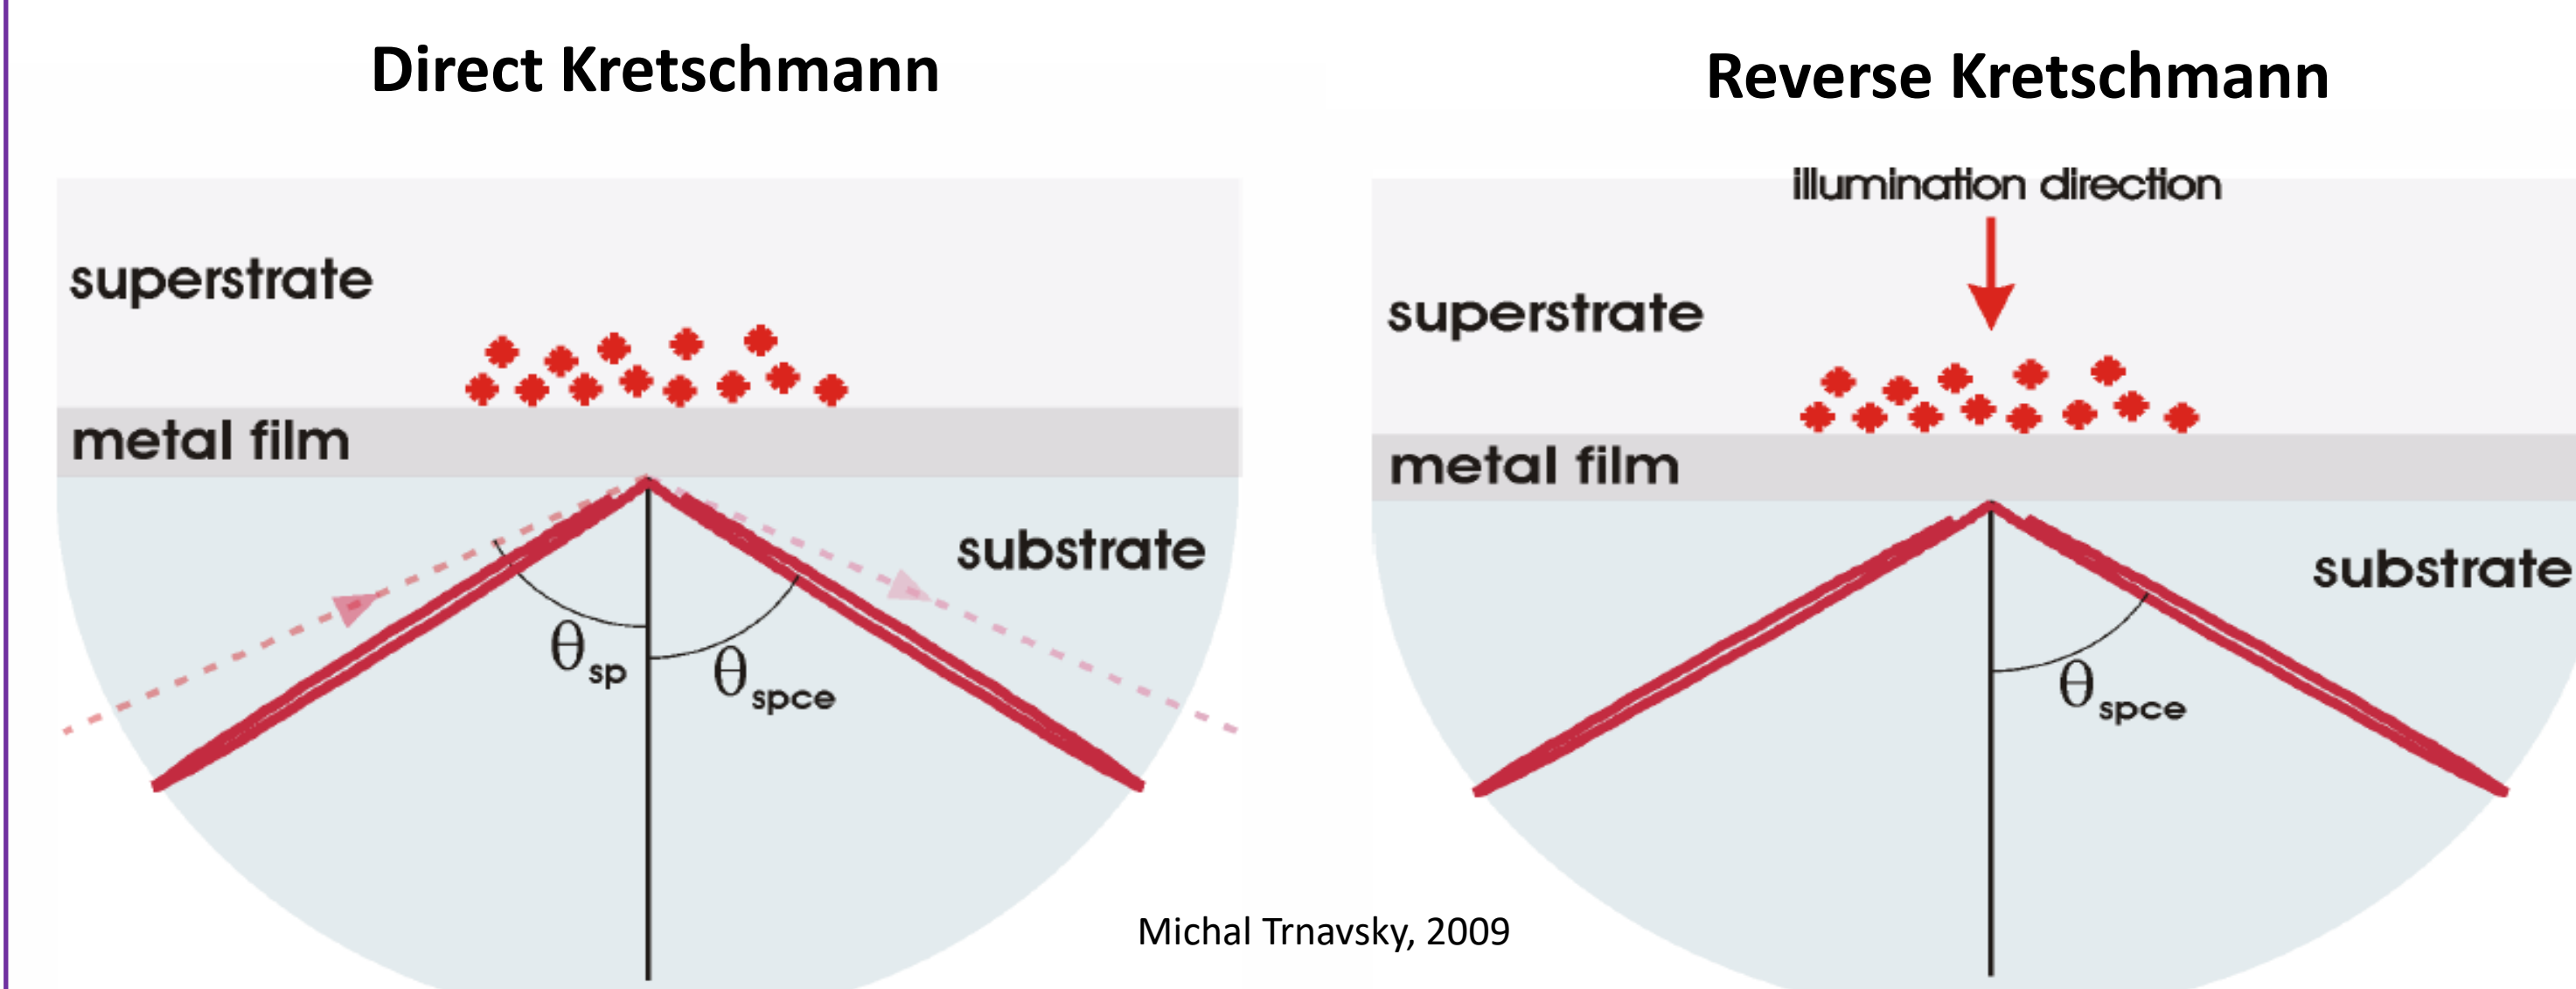 Direct Kretschmann
superstrate
metal film
substrate
θsp
θspce
Reverse Kretschmann
illumination direction
superstrate
metal film
substrate
θspce
Michal Trnavsky, 2009